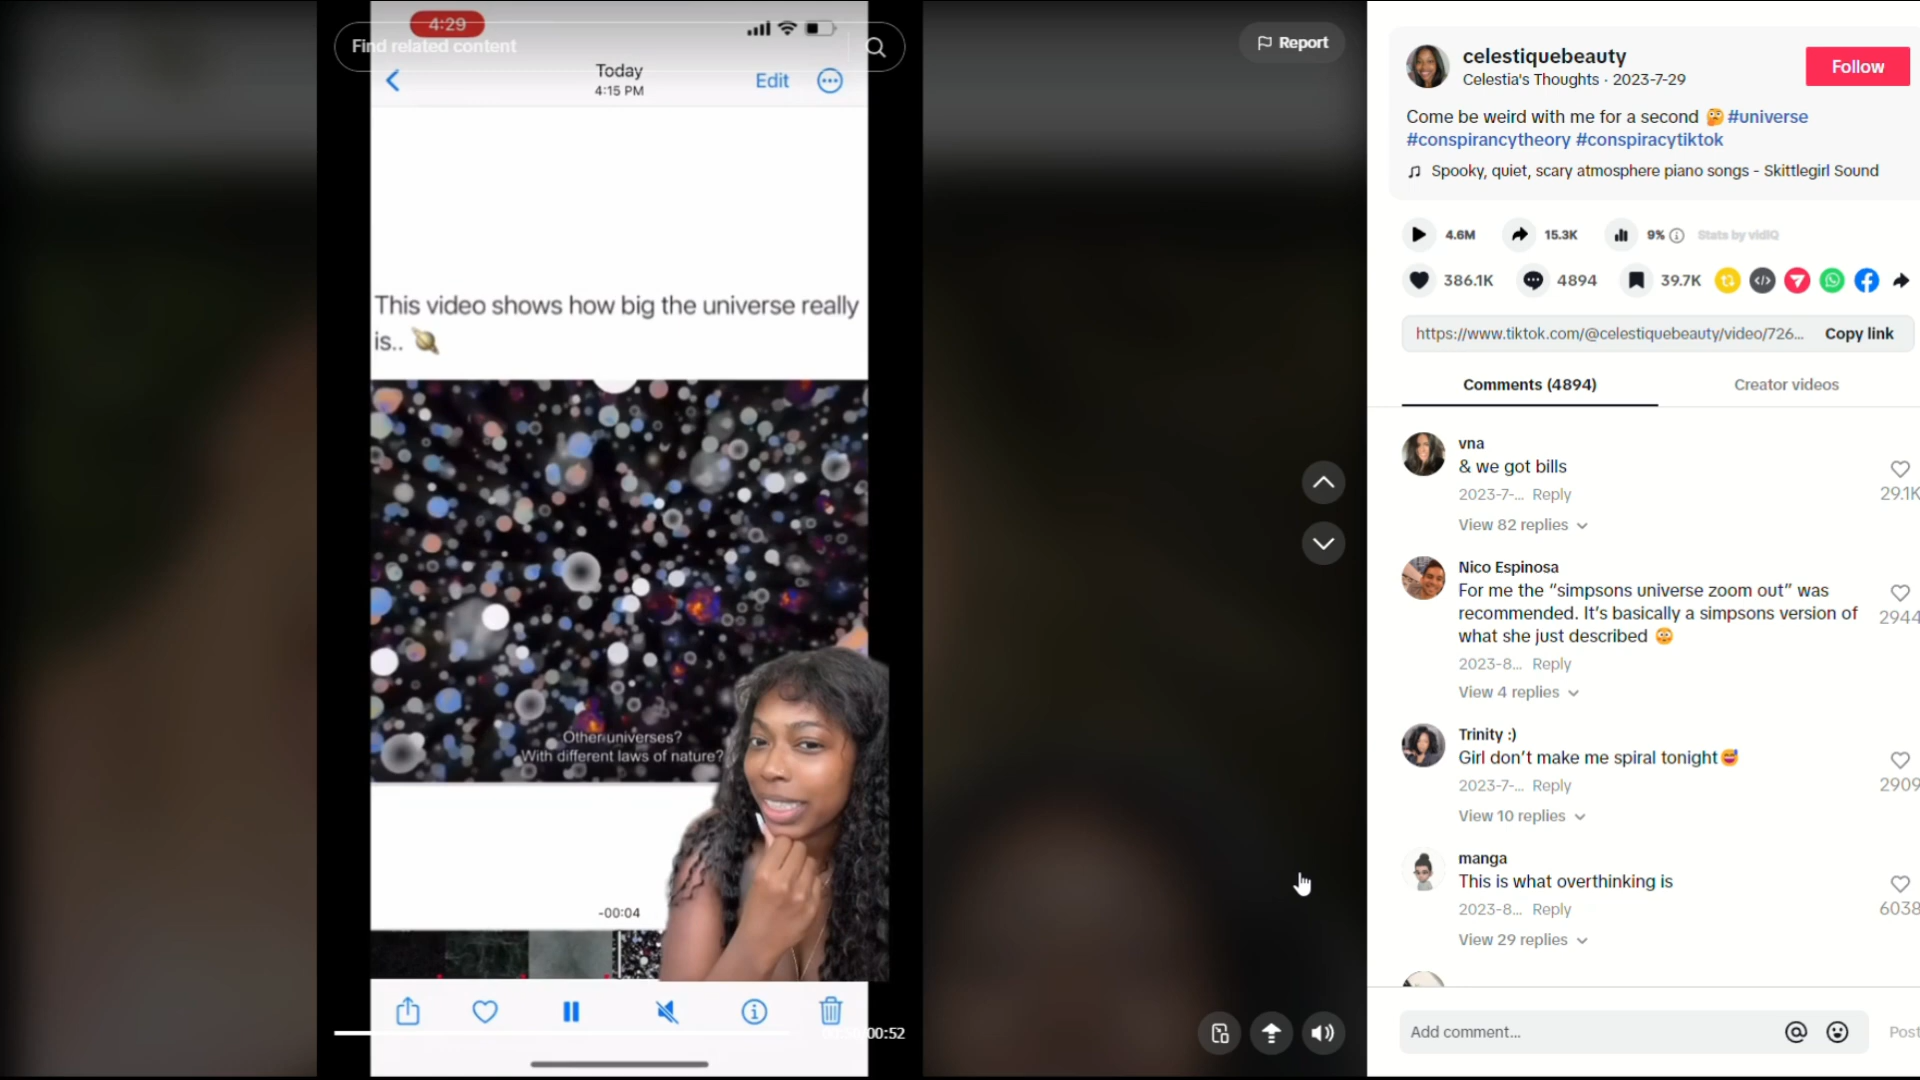 4:29
Find related content
Today
4:15 PM
Edit
This video shows how big the universe really
is..
Other universes?
With different laws of nature?
-00:04
00:52
Report
celestiquebeauty
Celestia's Thoughts · 2023-7-29
Follow
Come be weird with me for a second 🤔 #universe
#conspirancytheory #conspiracytiktok
Spooky, quiet, scary atmosphere piano songs - Skittlegirl Sound
4.6M
15.3K
9%
Stats by vidIQ
386.1K
4894
39.7K
https://www.tiktok.com/@celestiquebeauty/video/726...
Copy link
Comments (4894)
Creator videos
vna
& we got bills
2023-7-... Reply
29.1K
View 82 replies
Nico Espinosa
For me the “simpsons universe zoom out” was
recommended. It’s basically a simpsons version of
what she just described 😳
2944
2023-8... Reply
View 4 replies
Trinity :)
Girl don’t make me spiral tonight😅
2909
2023-7-... Reply
View 10 replies
manga
This is what overthinking is
6038
2023-8... Reply
View 29 replies
Add comment...
Post